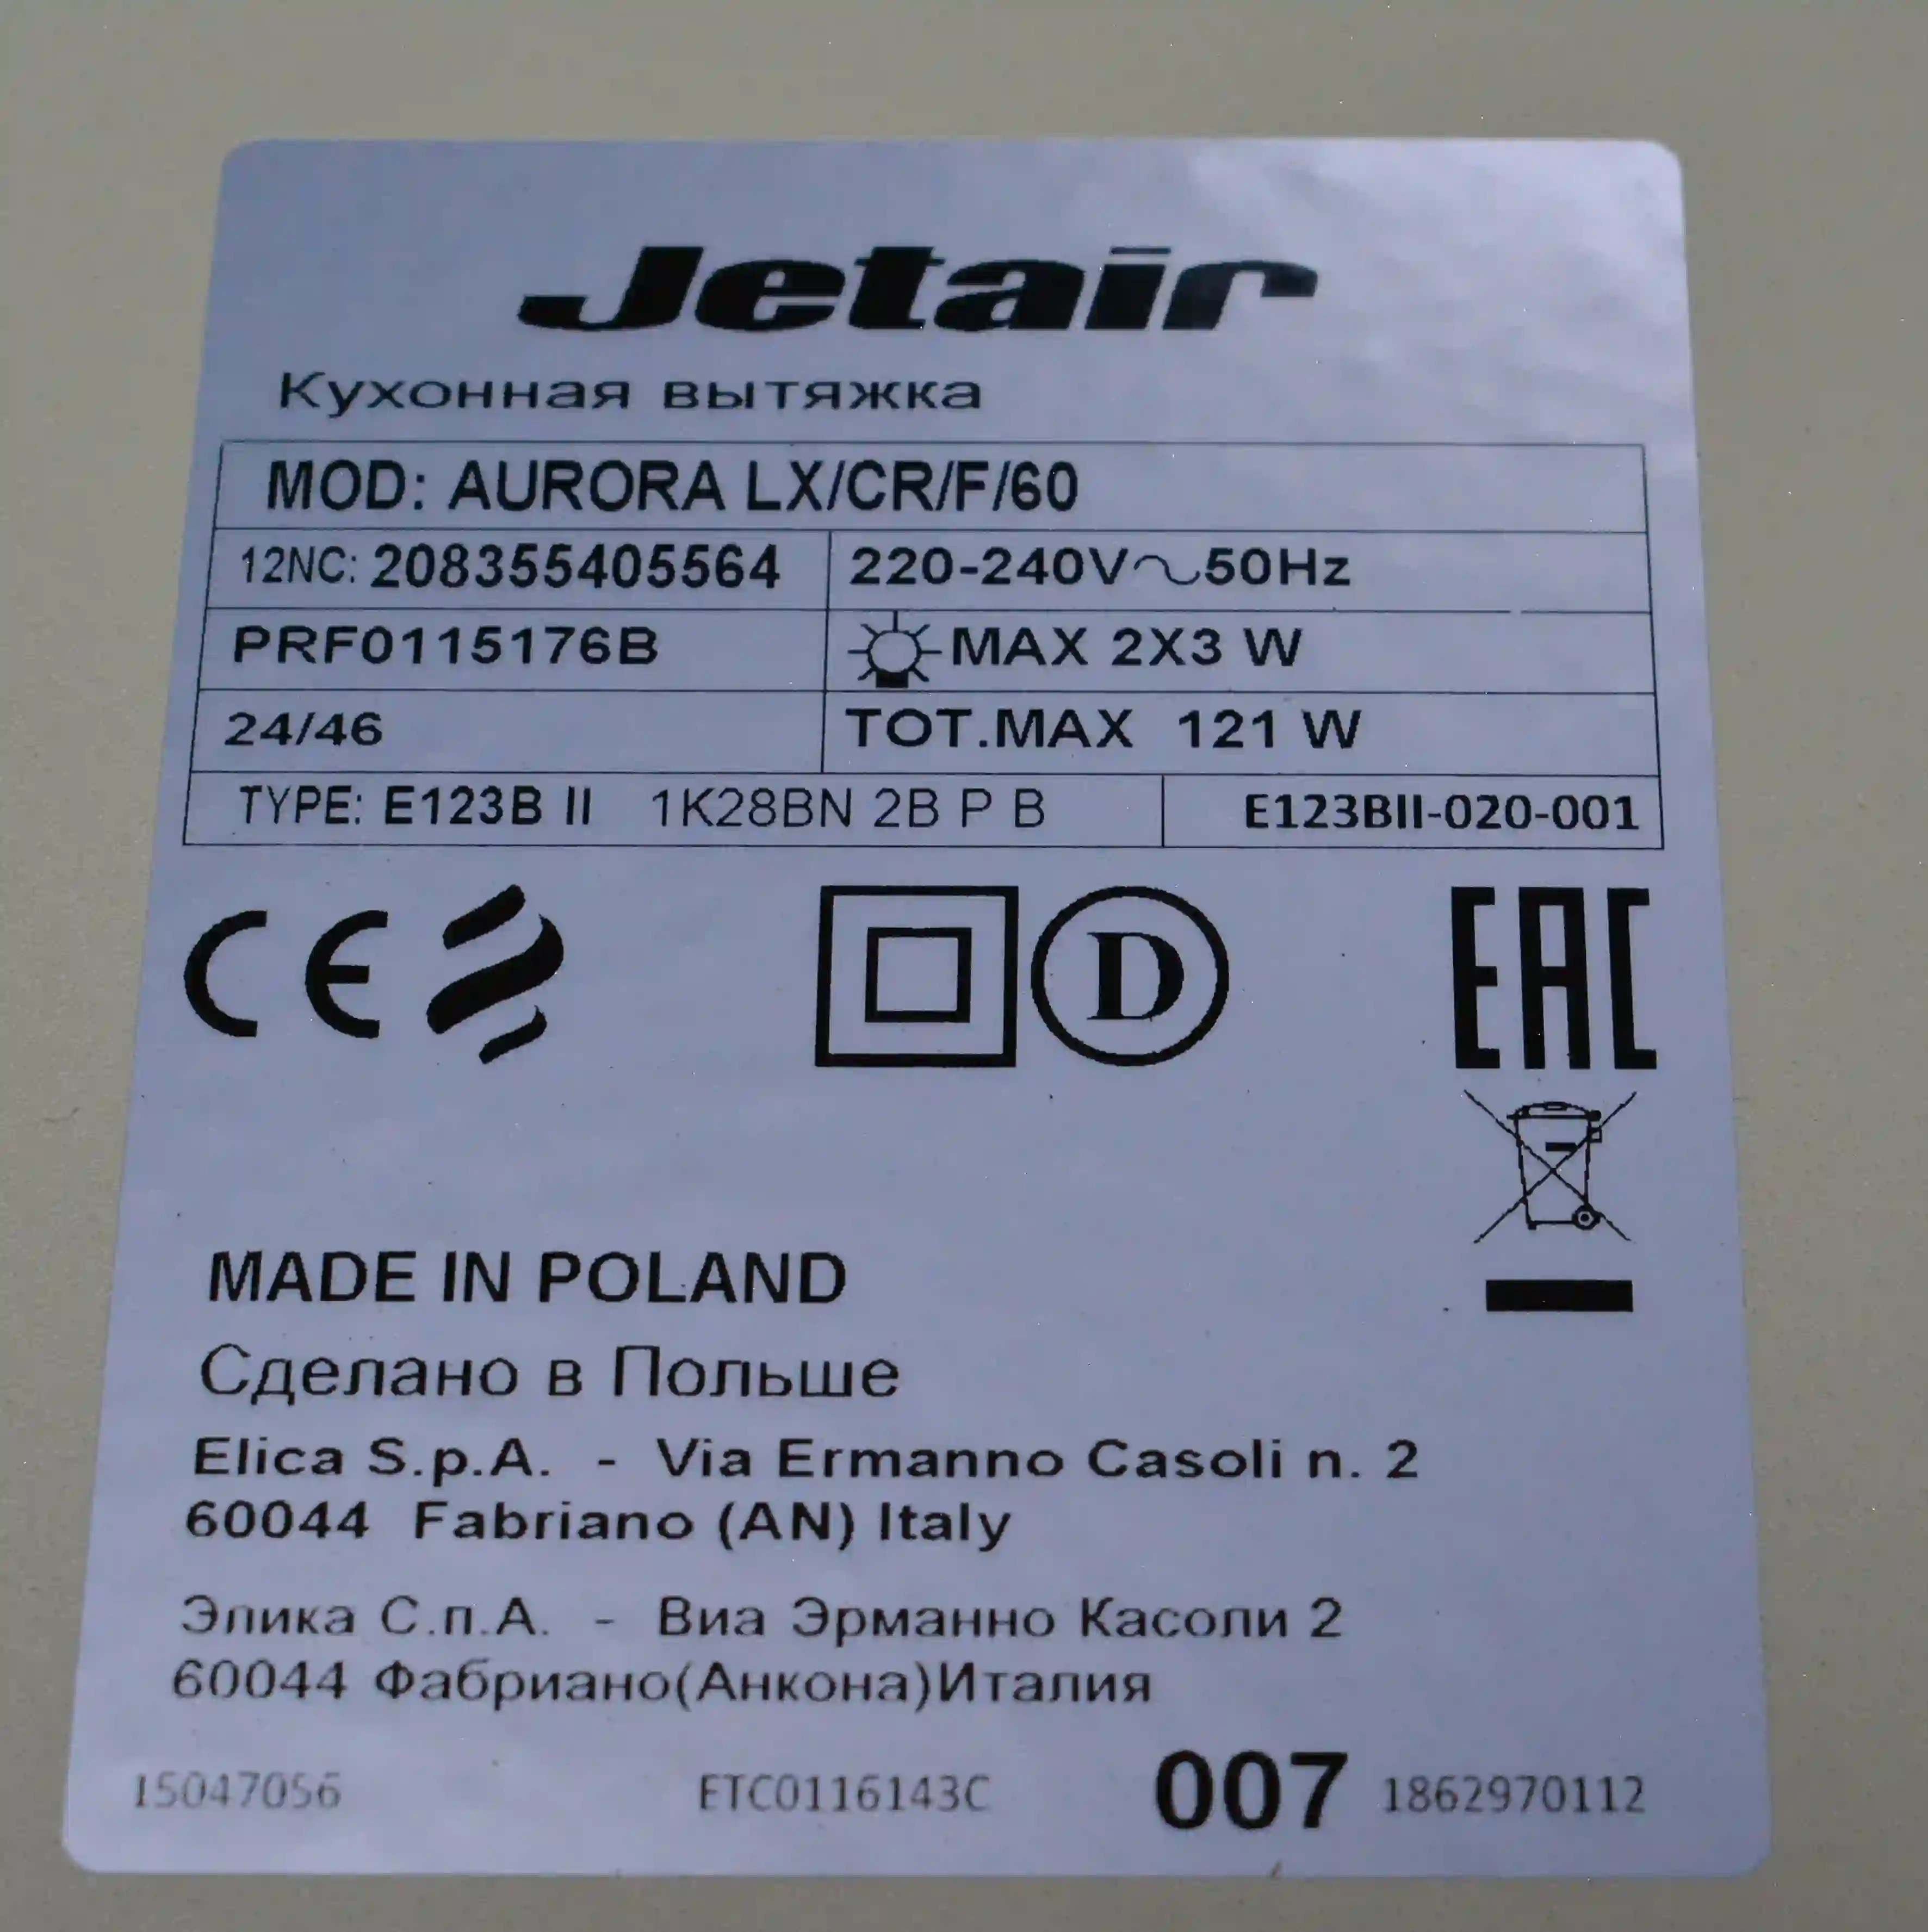 Jetair
Кухонная вытяжка
MOD: AURORA LX/CR/F/60
12NC: 208355405564 220-240V~50Hz
PRF0115176B MAX 2X3 W
24/46 TOT.MAX 121 W
TYPE: E123B II 1K28BN 2B P B E123BII-020-001
CE D EAC
MADE IN POLAND
Сделано в Польше
Elica S.p.A. - Via Ermanno Casoli n. 2
60044 Fabriano (AN) Italy
Элика С.п.А. - Виа Эрманно Касоли 2
60044 Фабриано(Анкона)Италия
15047056 ETC0116143C 007 1862970112